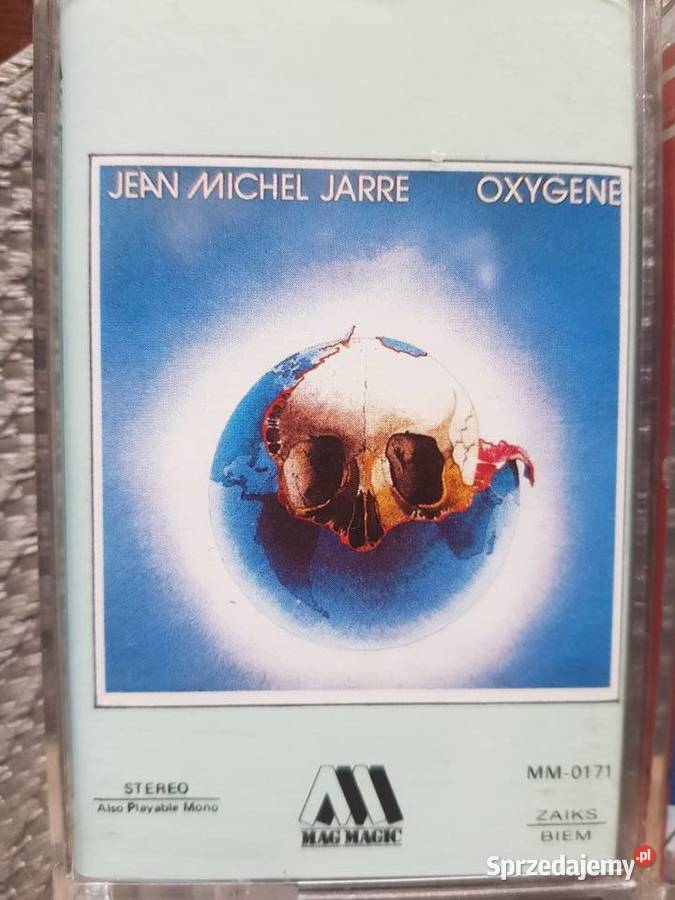 JEAN MICHEL JARRE OXYGENE
MM-0171
STEREO
Also Playable Mono
MAG MAGIC
ZAIKS
BIEM
Sprzedajemy.pl